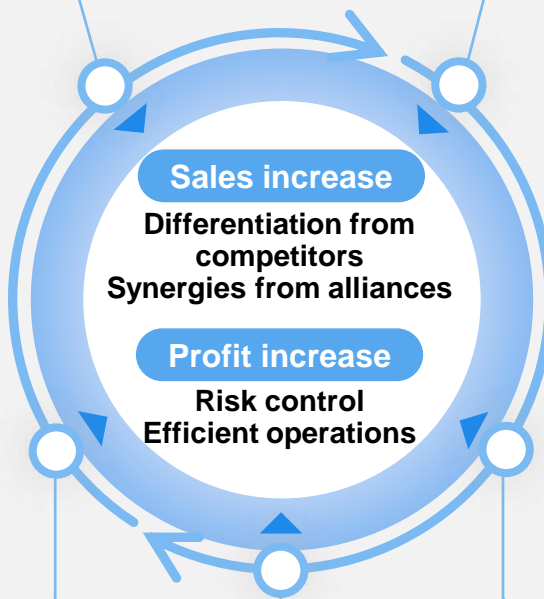 Sales increase
Differentiation from
competitors
Synergies from alliances
Profit increase
Risk control
Efficient operations